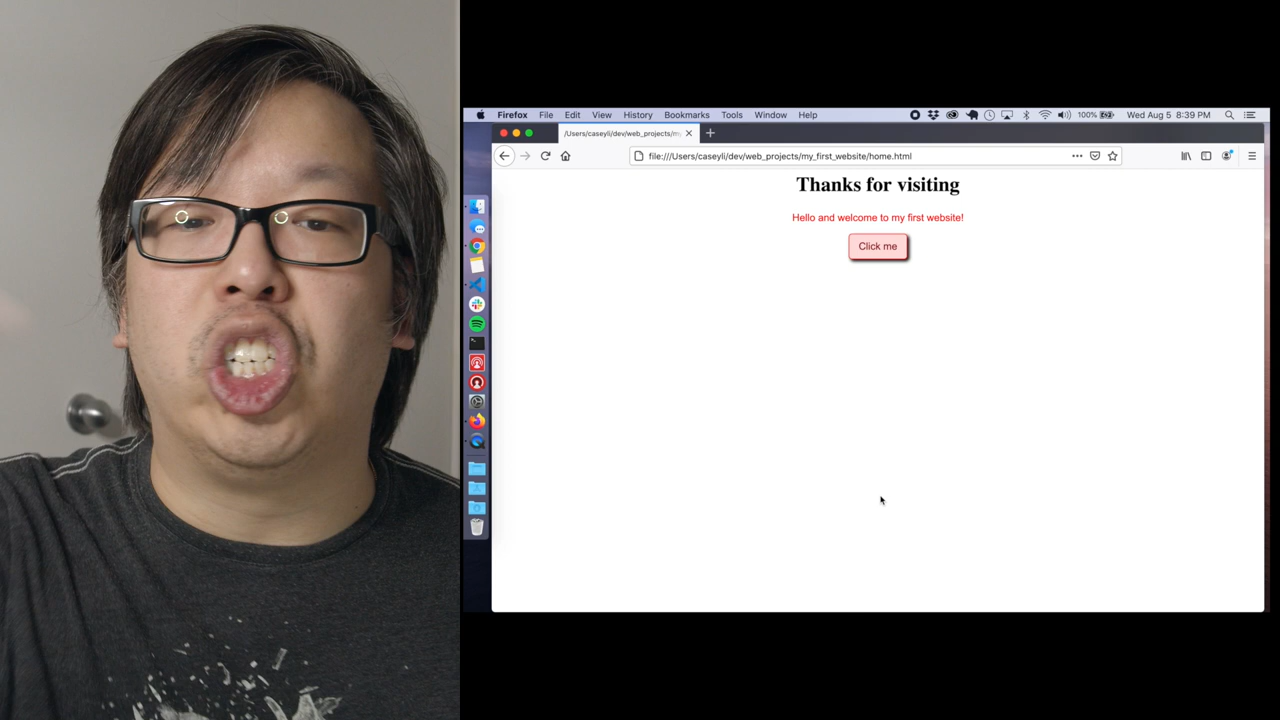 Firefox File Edit View History Bookmarks Tools Window Help 100% Wed Aug 5 8:39 PM
/Users/caseyli/dev/web_projects/my
file:///Users/caseyli/dev/web_projects/my_first_website/home.html
Thanks for visiting
Hello and welcome to my first website!
Click me